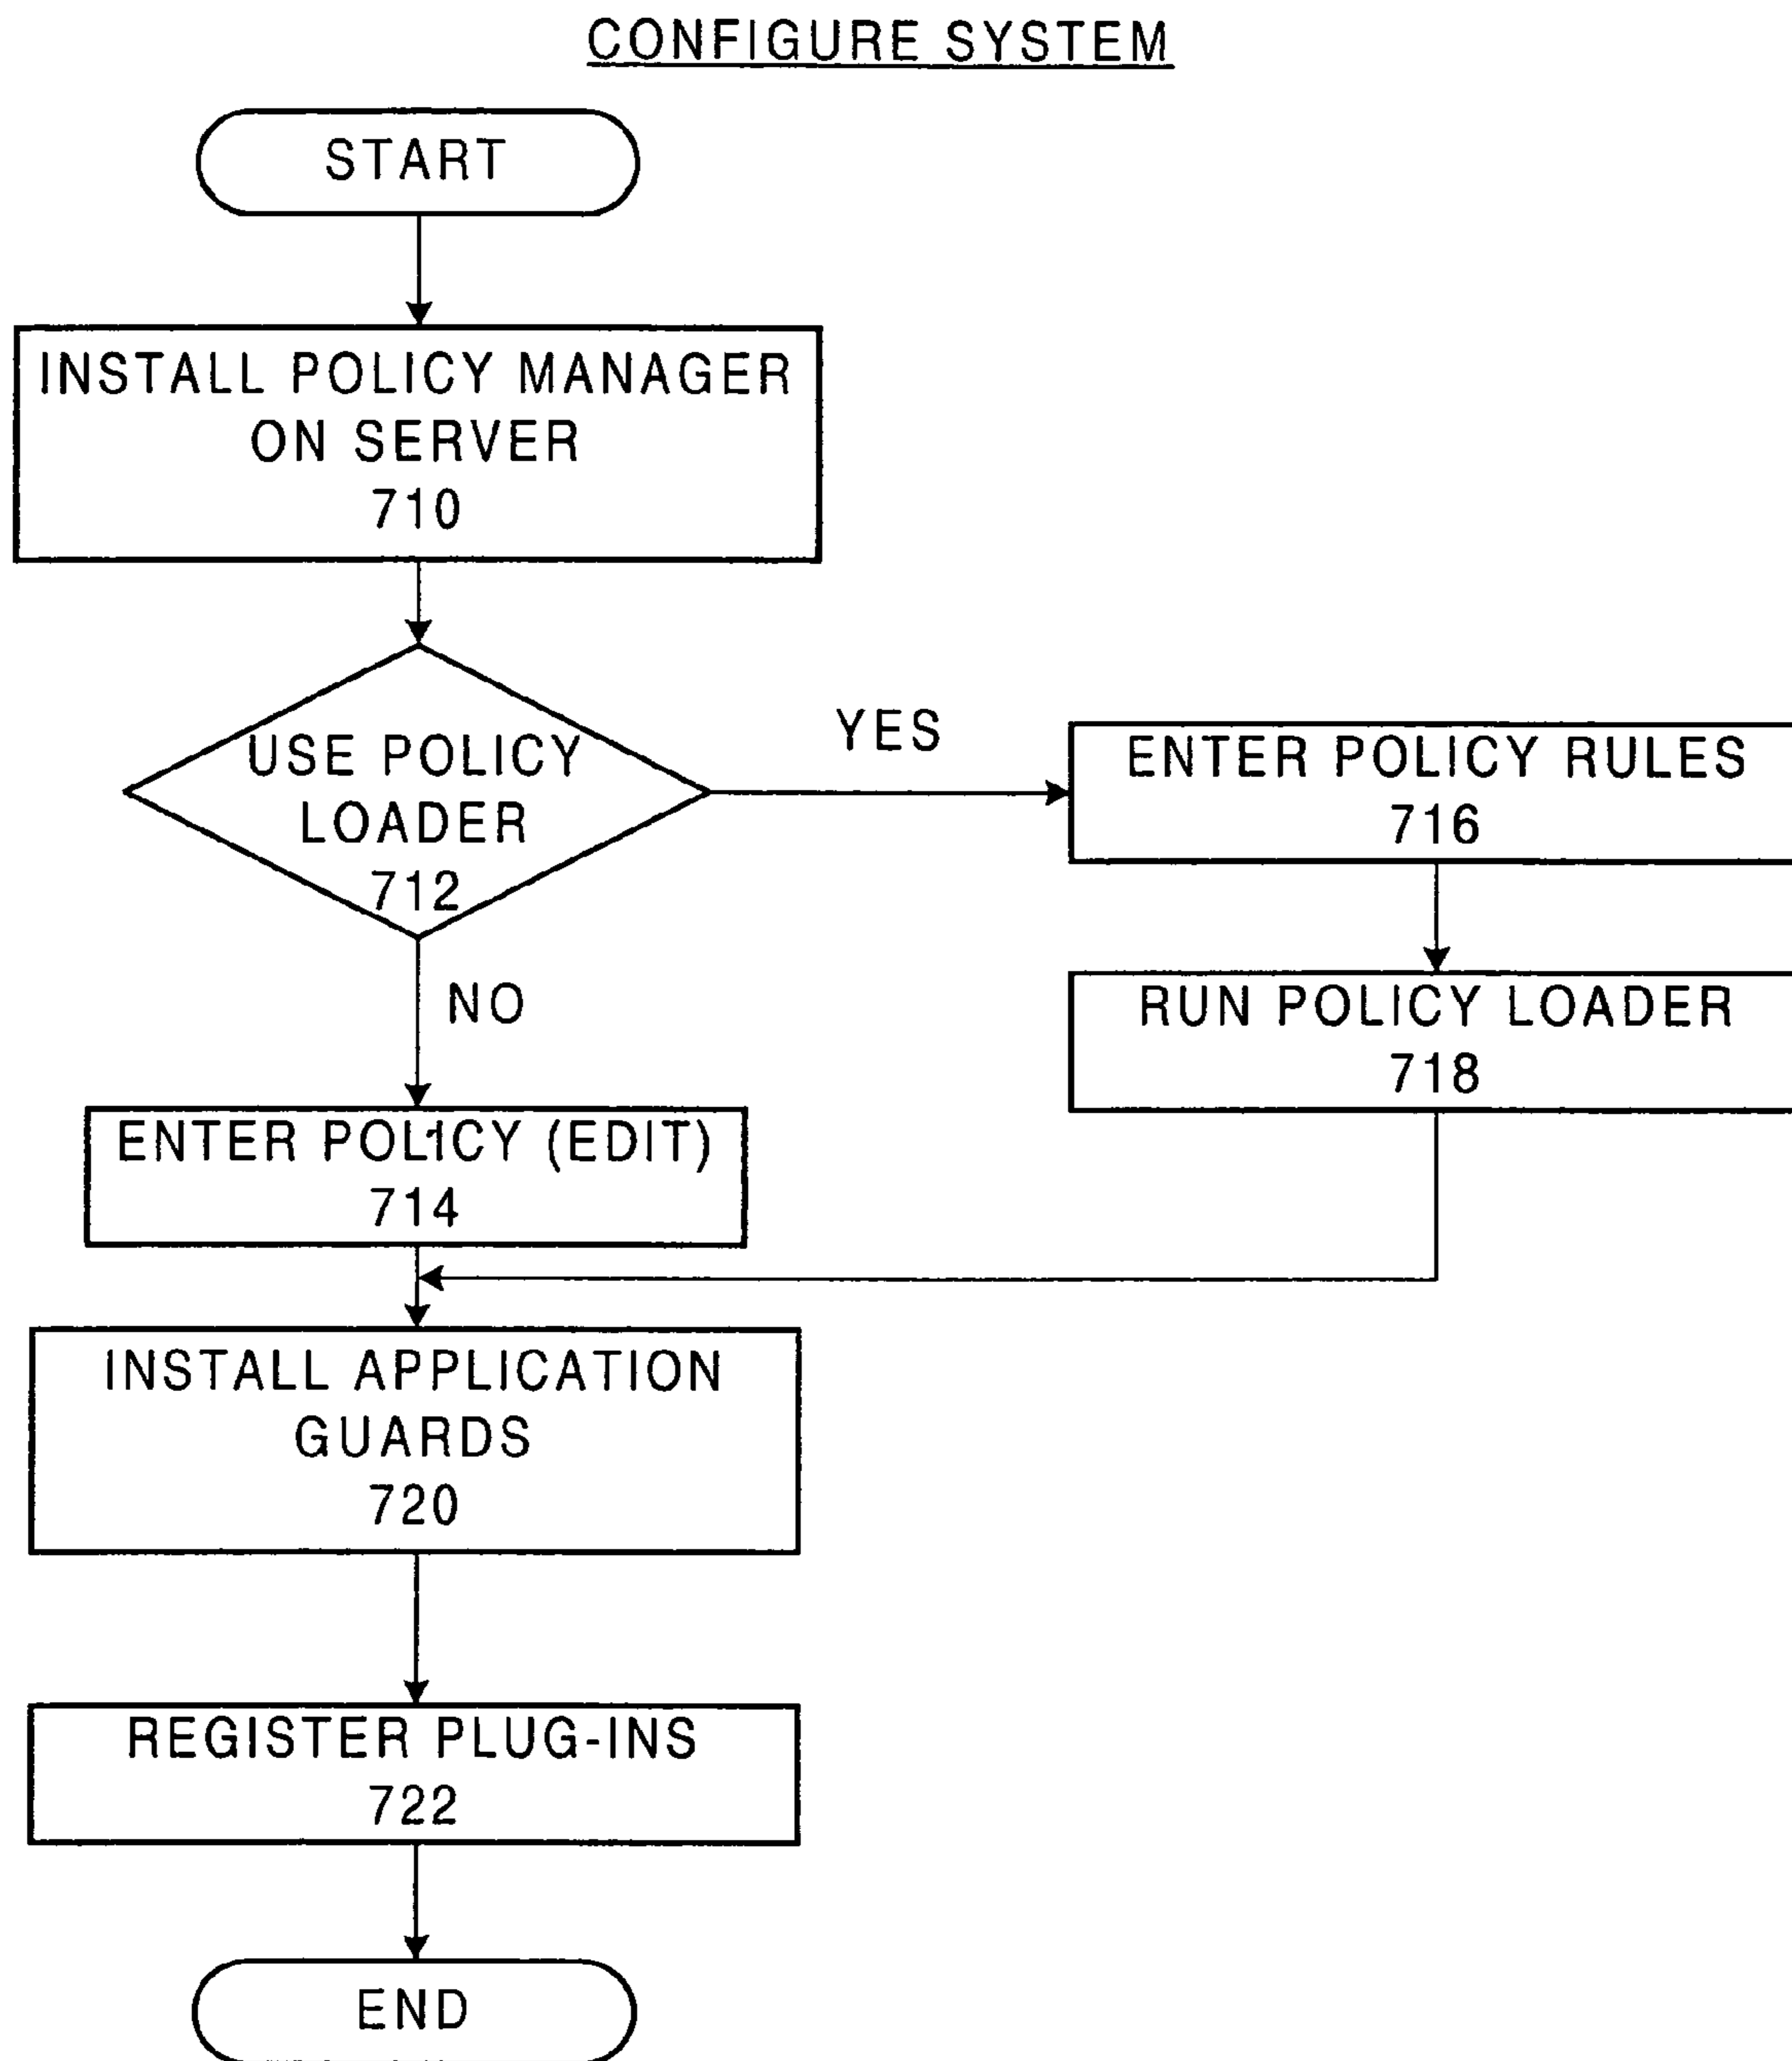 CONFIGURE SYSTEM
START
INSTALL POLICY MANAGER
ON SERVER
710
USE POLICY
LOADER
712
YES
ENTER POLICY RULES
716
NO
RUN POLICY LOADER
718
ENTER POLICY (EDIT)
714
INSTALL APPLICATION
GUARDS
720
REGISTER PLUG-INS
722
END